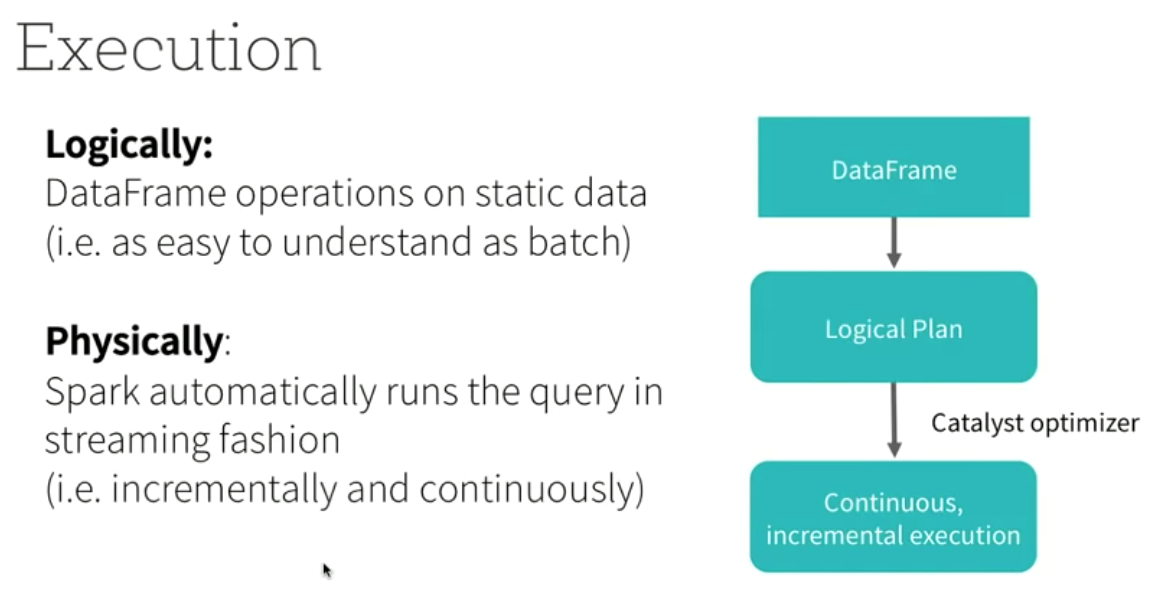 Execution
Logically:
DataFrame operations on static data
(i.e. as easy to understand as batch)
Physically:
Spark automatically runs the query in
streaming fashion
(i.e. incrementally and continuously)
DataFrame
Logical Plan
Catalyst optimizer
Continuous,
incremental execution